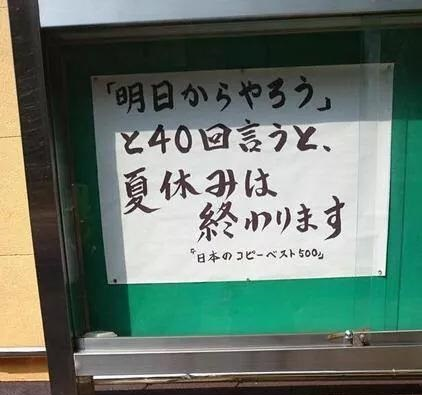 「明日からやろう」
と40回言うと、
夏休みは
終わります
『日本のコピーベスト500』